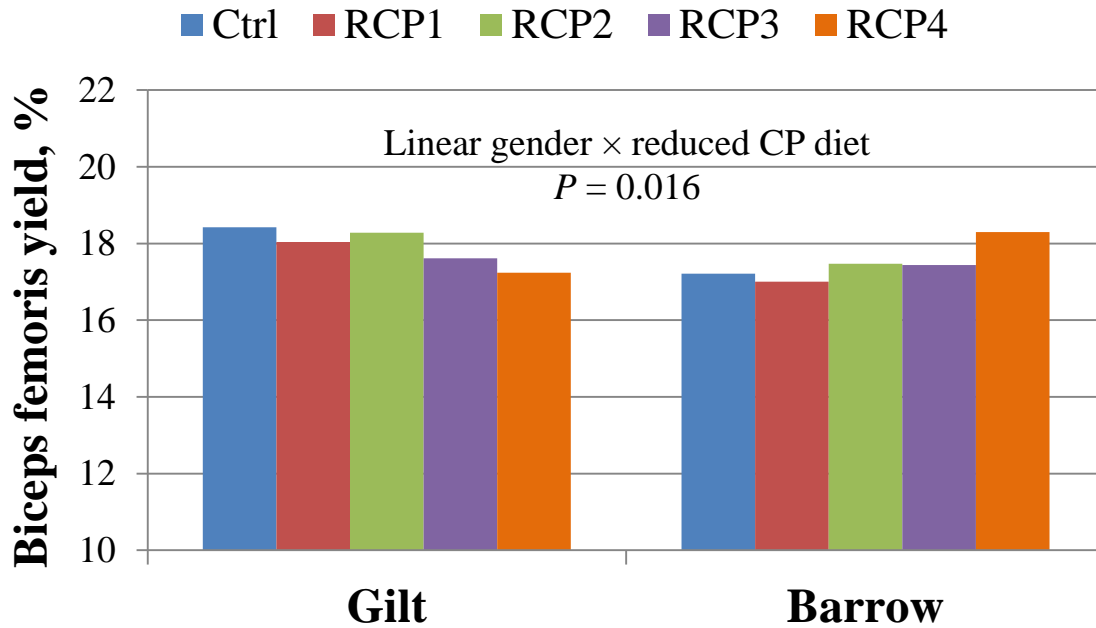 Ctrl RCP1 RCP2 RCP3 RCP4
Biceps femoris yield, %
22
20
18
16
14
12
10
Linear gender × reduced CP diet
P = 0.016
Gilt Barrow